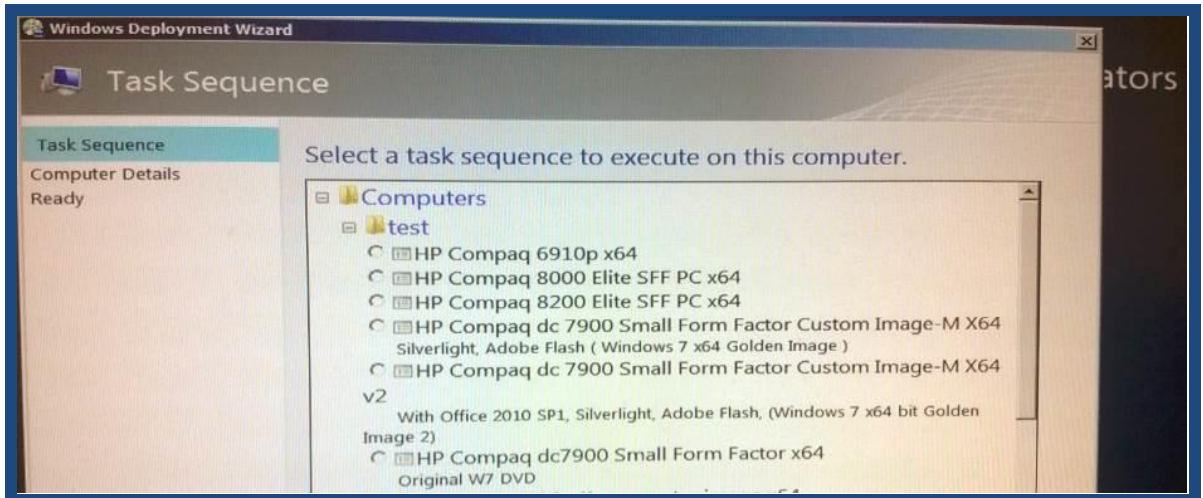 Windows Deployment Wizard
Task Sequence
ators
Task Sequence
Computer Details
Ready
Select a task sequence to execute on this computer.
Computers
test
HP Compaq 6910p x64
HP Compaq 8000 Elite SFF PC x64
HP Compaq 8200 Elite SFF PC x64
HP Compaq dc 7900 Small Form Factor Custom Image-M X64
Silverlight, Adobe Flash ( Windows 7 x64 Golden Image )
HP Compaq dc 7900 Small Form Factor Custom Image-M X64
v2
With Office 2010 SP1, Silverlight, Adobe Flash, (Windows 7 x64 bit Golden
Image 2)
HP Compaq dc7900 Small Form Factor x64
Original W7 DVD